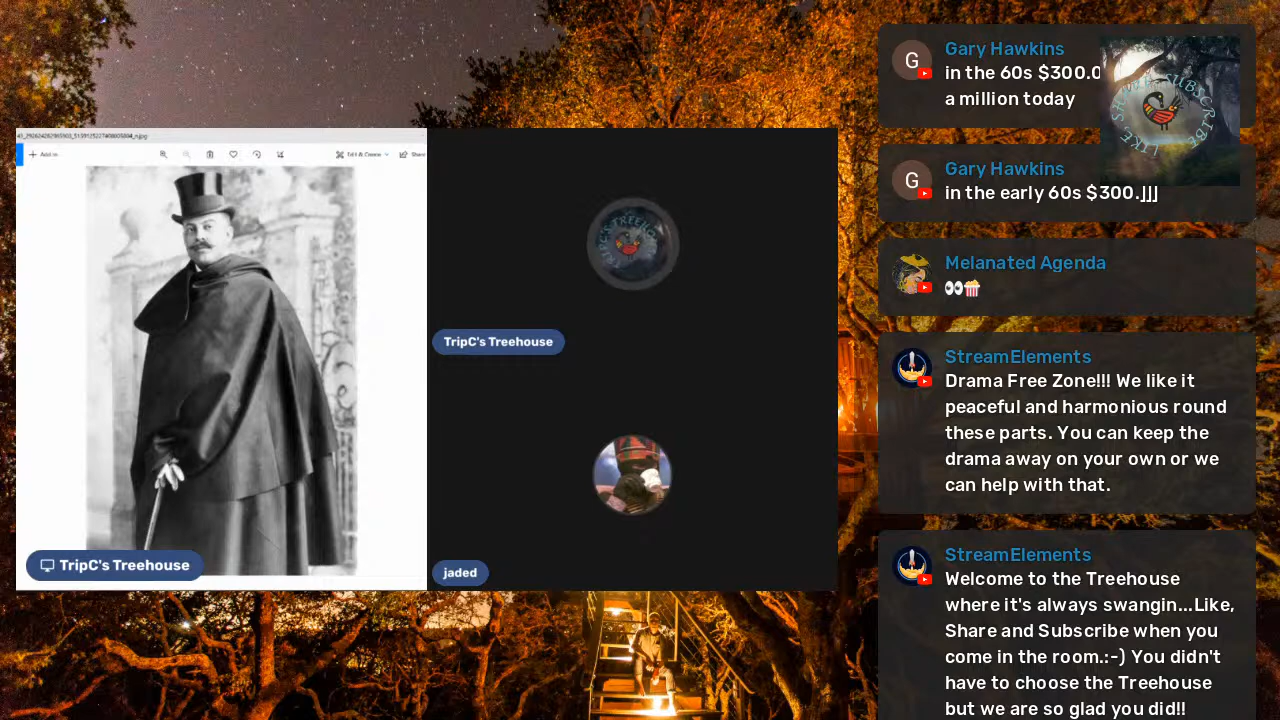 Add to
Edit & Create
Share
TripC's Treehouse
TripC's Treehouse
jaded
Gary Hawkins
in the 60s $300.0
a million today
LIKE SHARE SUBSCRIBE
Gary Hawkins
in the early 60s $300.]]]
Melanated Agenda
👀🍿
StreamElements
Drama Free Zone!!! We like it
peaceful and harmonious round
these parts. You can keep the
drama away on your own or we
can help with that.
StreamElements
Welcome to the Treehouse
where it's always swangin...Like,
Share and Subscribe when you
come in the room.:-) You didn't
have to choose the Treehouse
but we are so glad you did!!